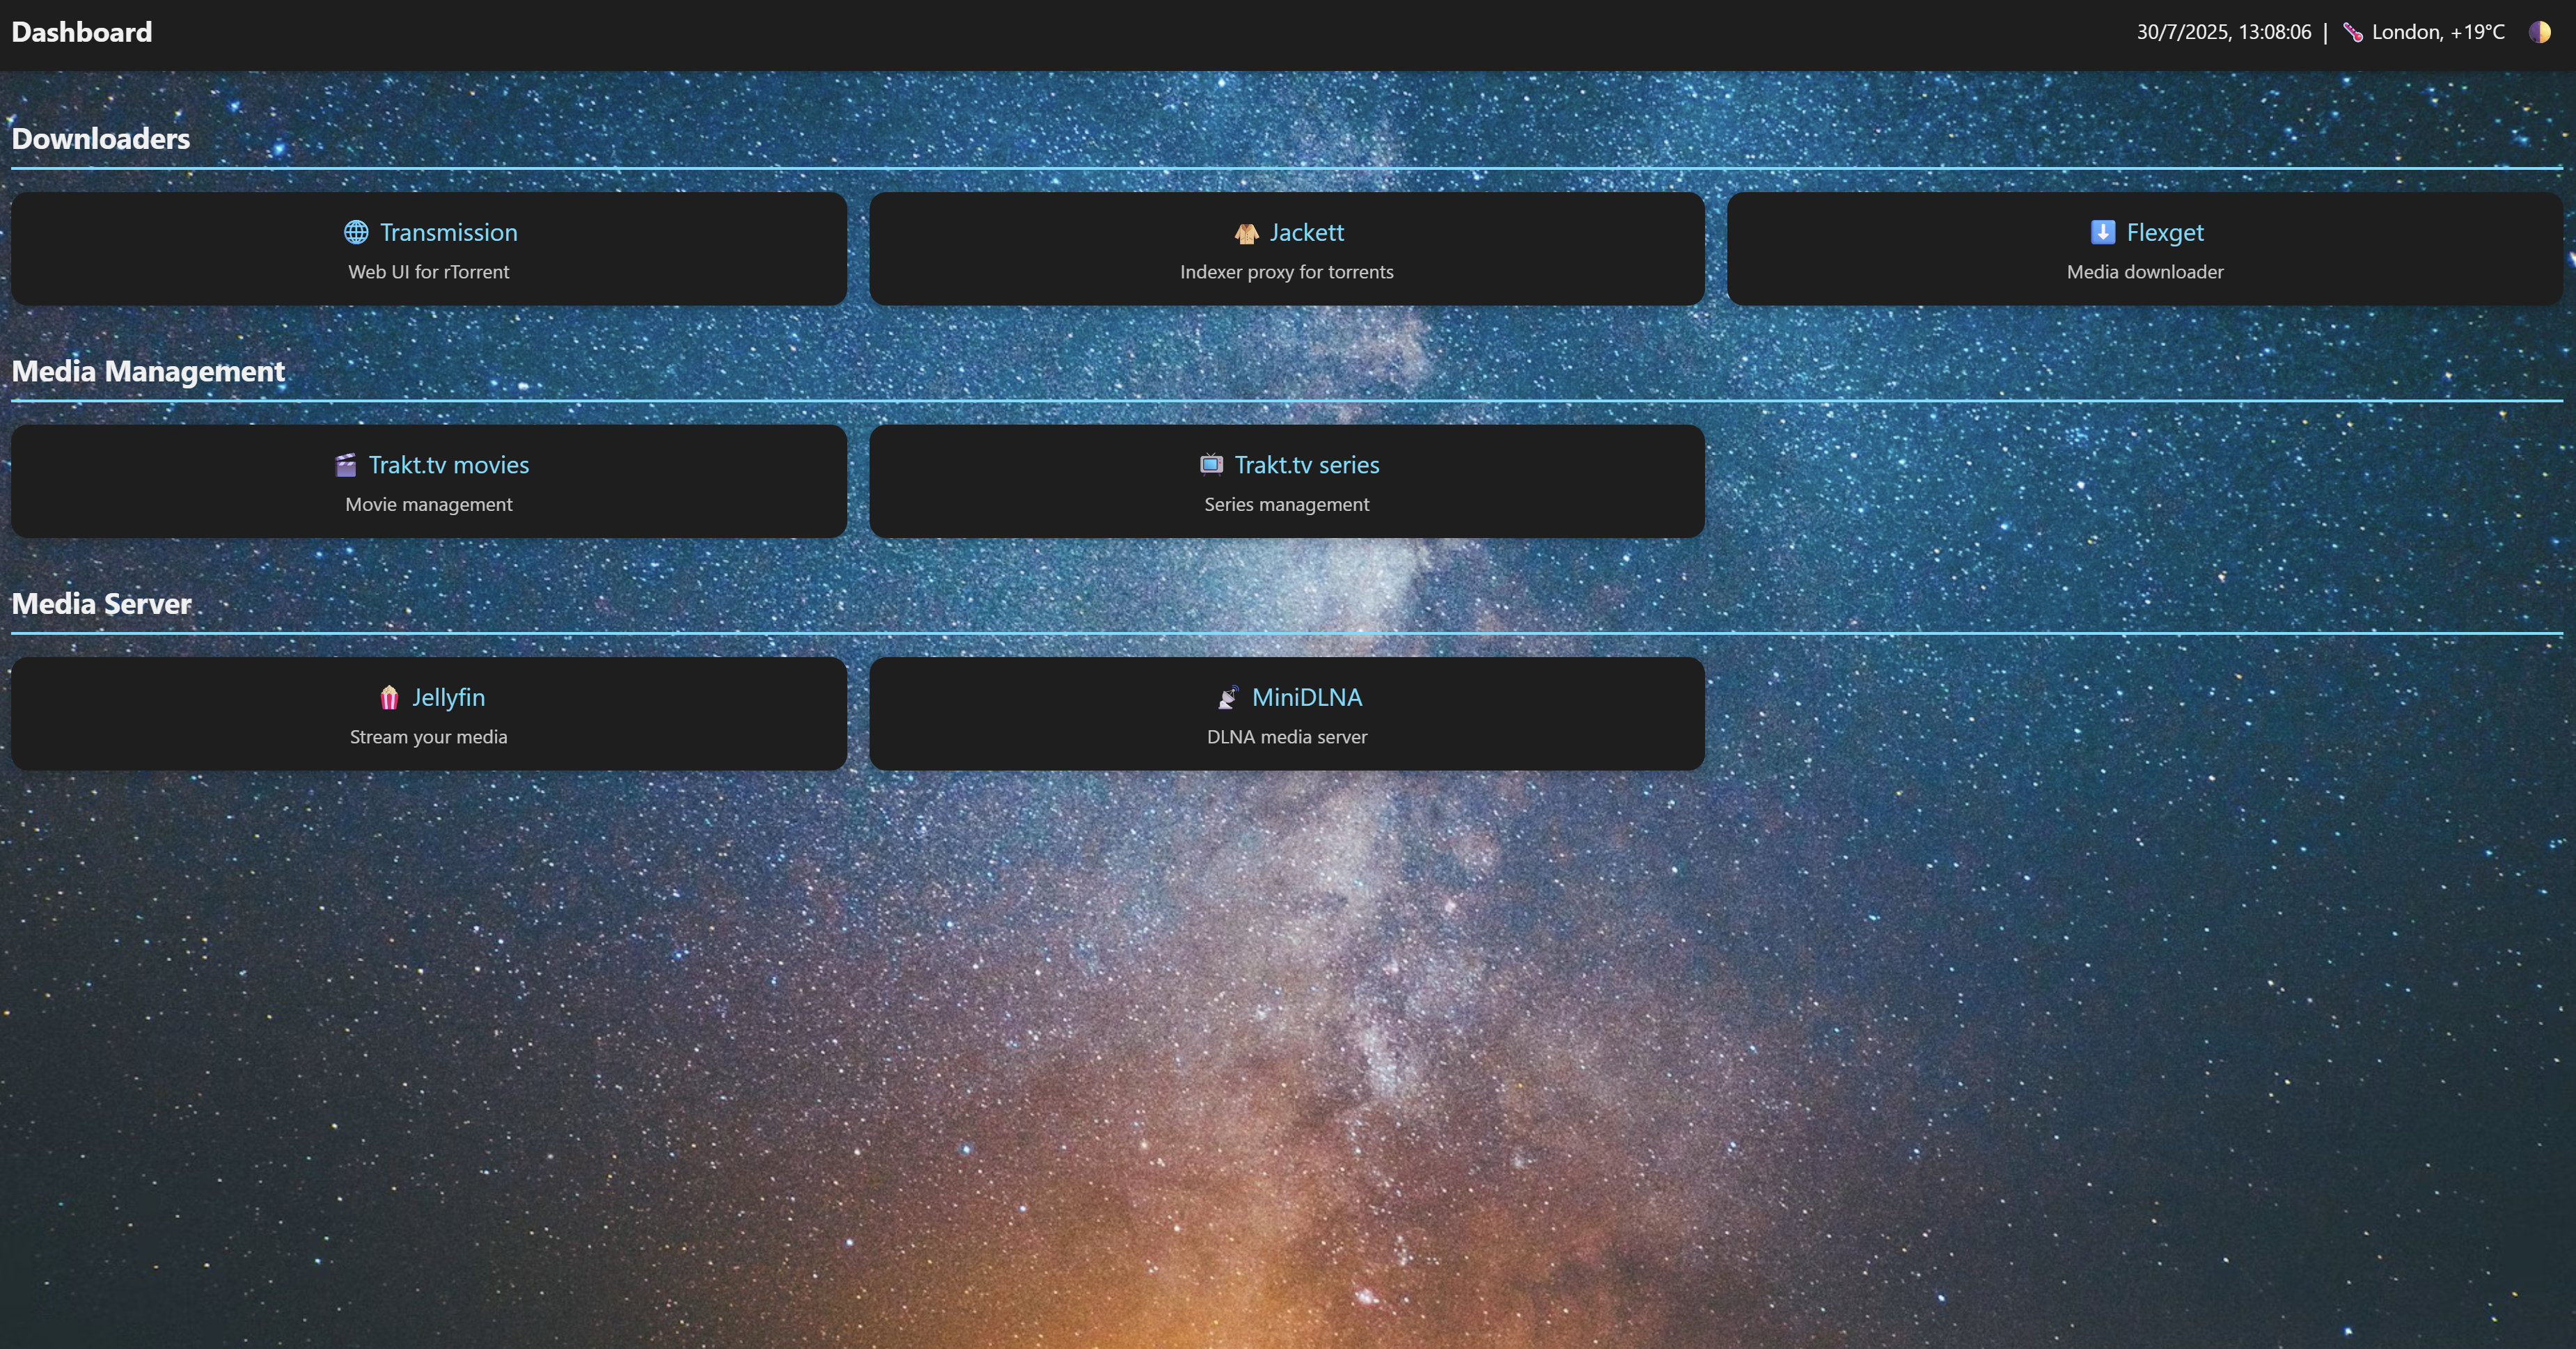 Dashboard
30/7/2025, 13:08:06 | London, +19°C
Downloaders
Transmission
Web UI for rTorrent
Jackett
Indexer proxy for torrents
Flexget
Media downloader
Media Management
Trakt.tv movies
Movie management
Trakt.tv series
Series management
Media Server
Jellyfin
Stream your media
MiniDLNA
DLNA media server